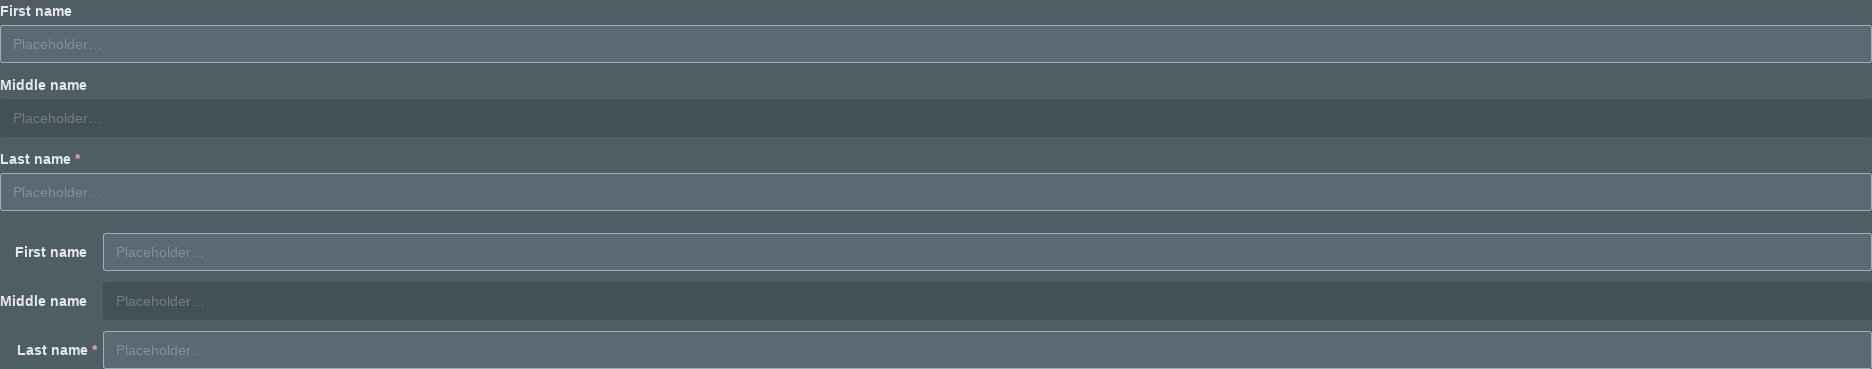 First name
Placeholder...
Middle name
Placeholder...
Last name *
Placeholder...
First name Placeholder...
Middle name Placeholder...
Last name * Placeholder...